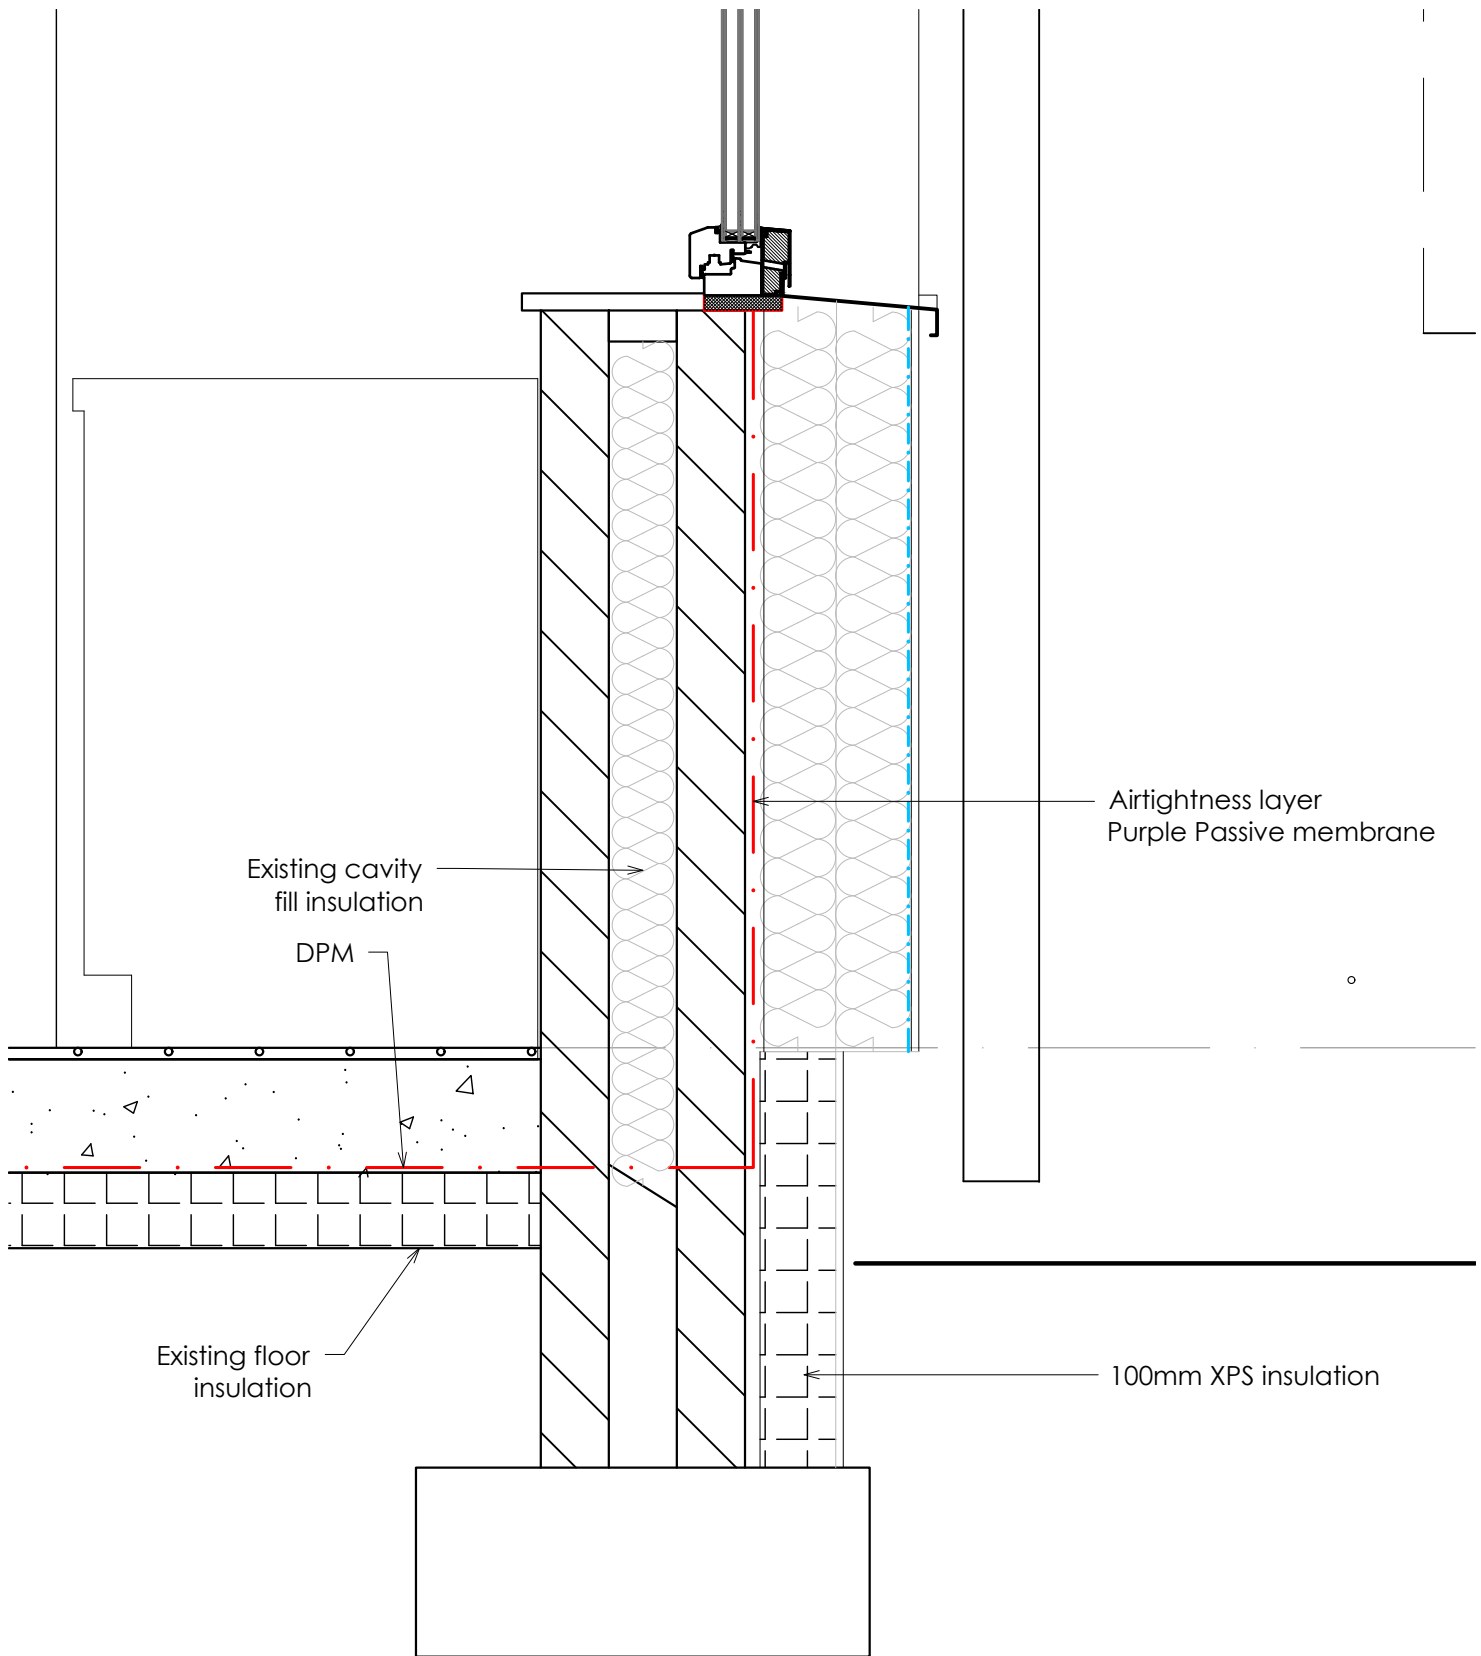 Airtightness layer
Purple Passive membrane
Existing cavity
fill insulation
DPM
Existing floor
insulation
100mm XPS insulation